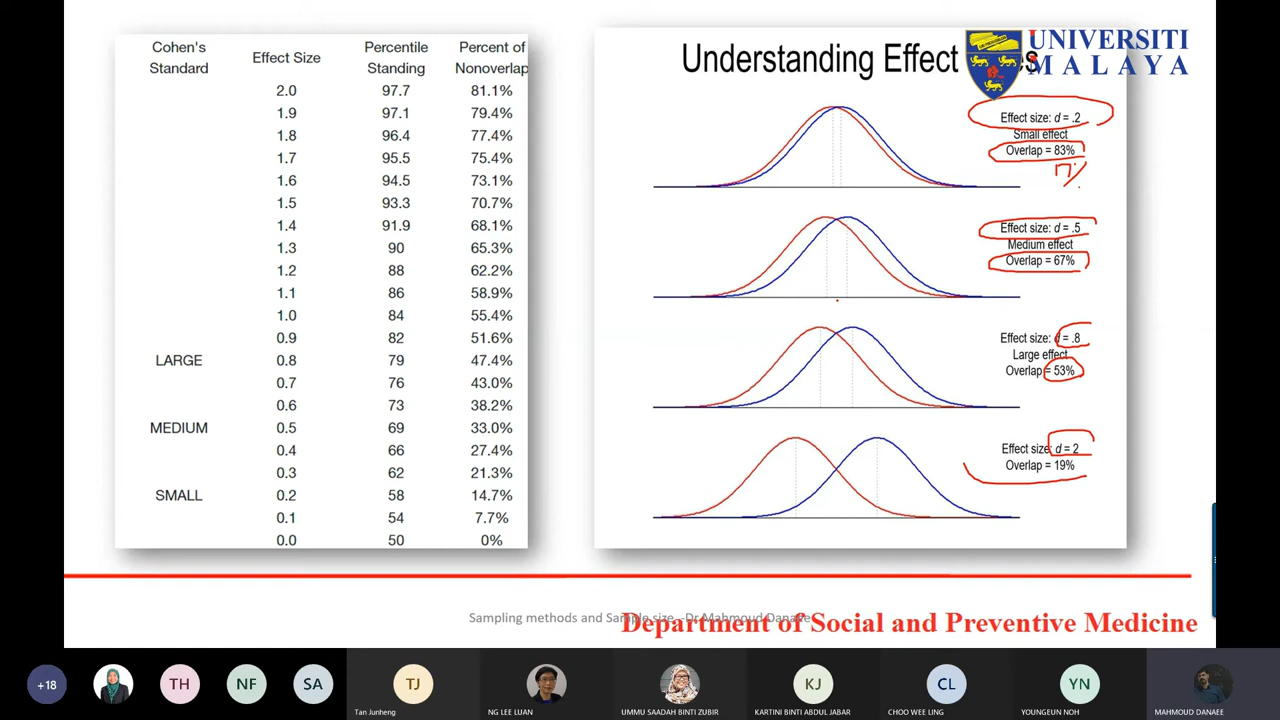 Cohen's Standard Effect Size Percentile Standing Percent of Nonoverlap
2.0 97.7 81.1%
1.9 97.1 79.4%
1.8 96.4 77.4%
1.7 95.5 75.4%
1.6 94.5 73.1%
1.5 93.3 70.7%
1.4 91.9 68.1%
1.3 90 65.3%
1.2 88 62.2%
1.1 86 58.9%
1.0 84 55.4%
0.9 82 51.6%
LARGE 0.8 79 47.4%
0.7 76 43.0%
0.6 73 38.2%
MEDIUM 0.5 69 33.0%
0.4 66 27.4%
0.3 62 21.3%
SMALL 0.2 58 14.7%
0.1 54 7.7%
0.0 50 0%
Understanding Effect
UNIVERSITI
MALAYA
Effect size: d = .2
Small effect
Overlap = 83%
17%
Effect size: d = .5
Medium effect
Overlap = 67%
Effect size: d = .8
Large effect
Overlap = 53%
Effect size: d = 2
Overlap = 19%
Sampling methods and Sample size -Dr Mahmoud Danaee
Department of Social and Preventive Medicine
+18
TH
NF
SA
TJ
Tan Junheng
NG LEE LUAN
UMMU SAADAH BINTI ZUBIR
KJ
KARTINI BINTI ABDUL JABAR
CL
CHOO WEE LING
YN
YOUNGEUN NOH
MAHMOUD DANAEE